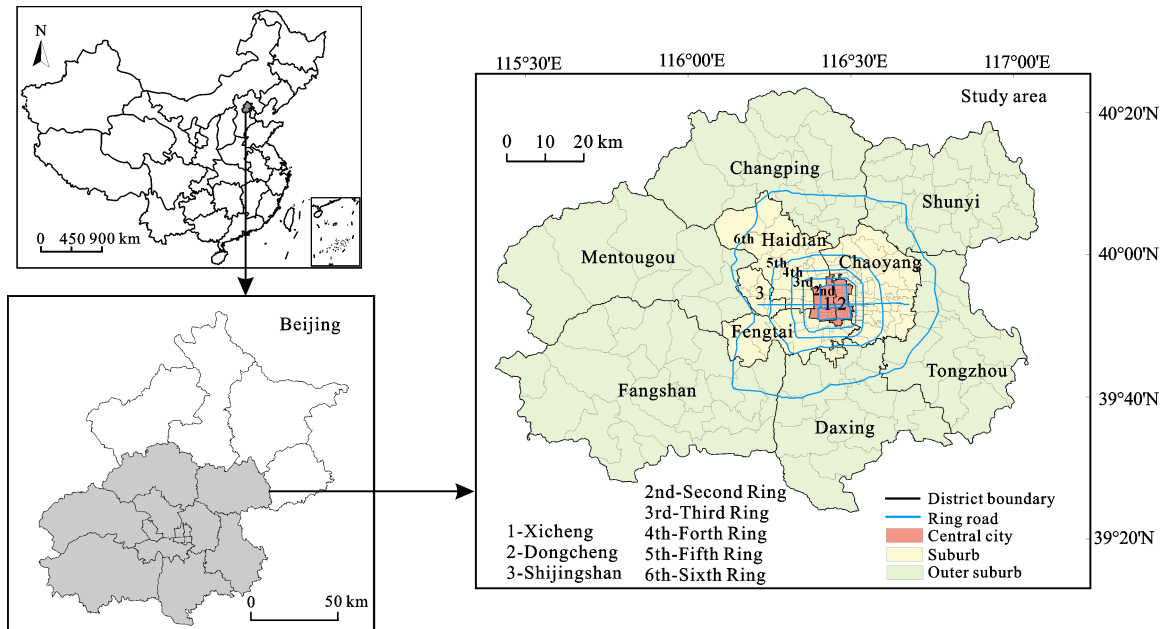 N
0 450 900 km
Beijing
0 50 km
115°30'E 116°00'E 116°30'E 117°00'E
Study area
40°20'N
40°00'N
39°40'N
39°20'N
0 10 20 km
Changping
Shunyi
Mentougou
6th Haidian
5th Chaoyang
4th
3rd
2nd
3
1 2
Fengtai
Fangshan
Tongzhou
Daxing
1-Xicheng
2-Dongcheng
3-Shijingshan
2nd-Second Ring
3rd-Third Ring
4th-Forth Ring
5th-Fifth Ring
6th-Sixth Ring
District boundary
Ring road
Central city
Suburb
Outer suburb